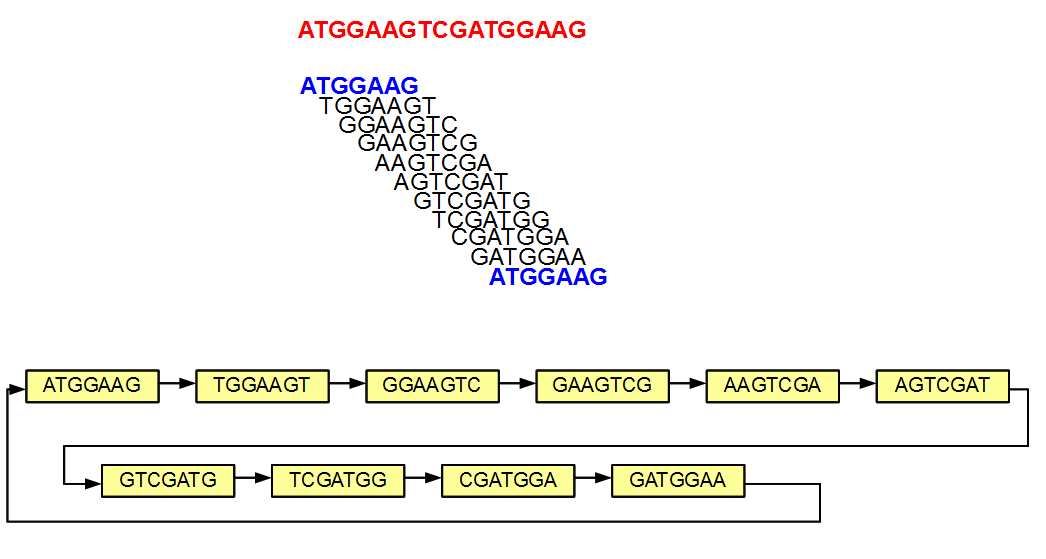 ATGGAAGTCGATGGAAG
ATGGAAG
TGGAAGT
GGAAGTC
GAAGTCG
AAGTCGA
AGTCGAT
GTCGATG
TCGATGG
CGATGGA
GATGGAA
ATGGAAG
ATGGAAG TGGAAGT GGAAGTC GAAGTCG AAGTCGA AGTCGAT
GTCGATG TCGATGG CGATGGA GATGGAA